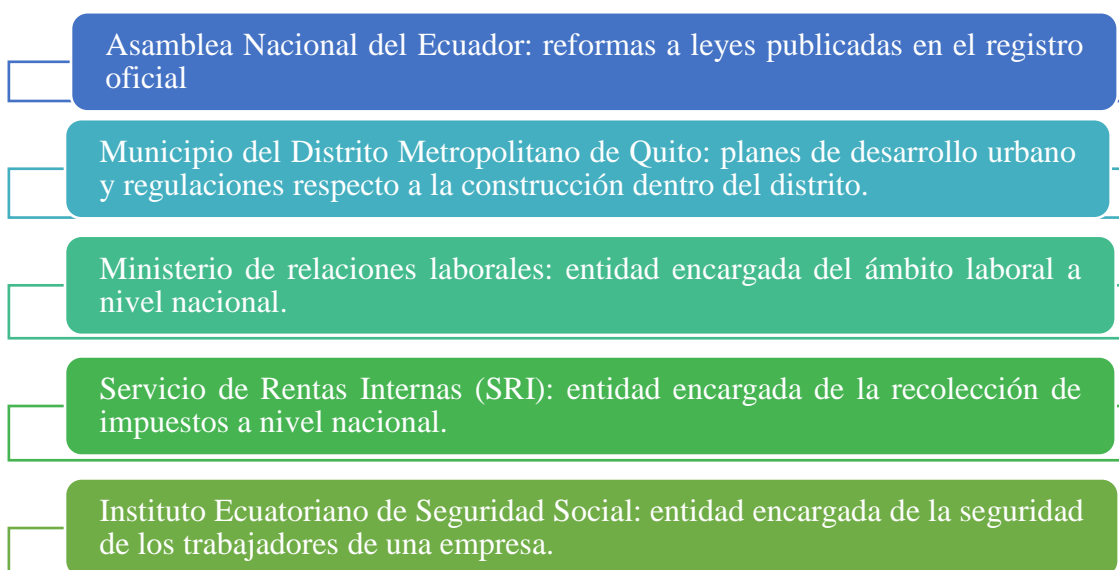 Asamblea Nacional del Ecuador: reformas a leyes publicadas en el registro
oficial
Municipio del Distrito Metropolitano de Quito: planes de desarrollo urbano
y regulaciones respecto a la construcción dentro del distrito.
Ministerio de relaciones laborales: entidad encargada del ámbito laboral a
nivel nacional.
Servicio de Rentas Internas (SRI): entidad encargada de la recolección de
impuestos a nivel nacional.
Instituto Ecuatoriano de Seguridad Social: entidad encargada de la seguridad
de los trabajadores de una empresa.